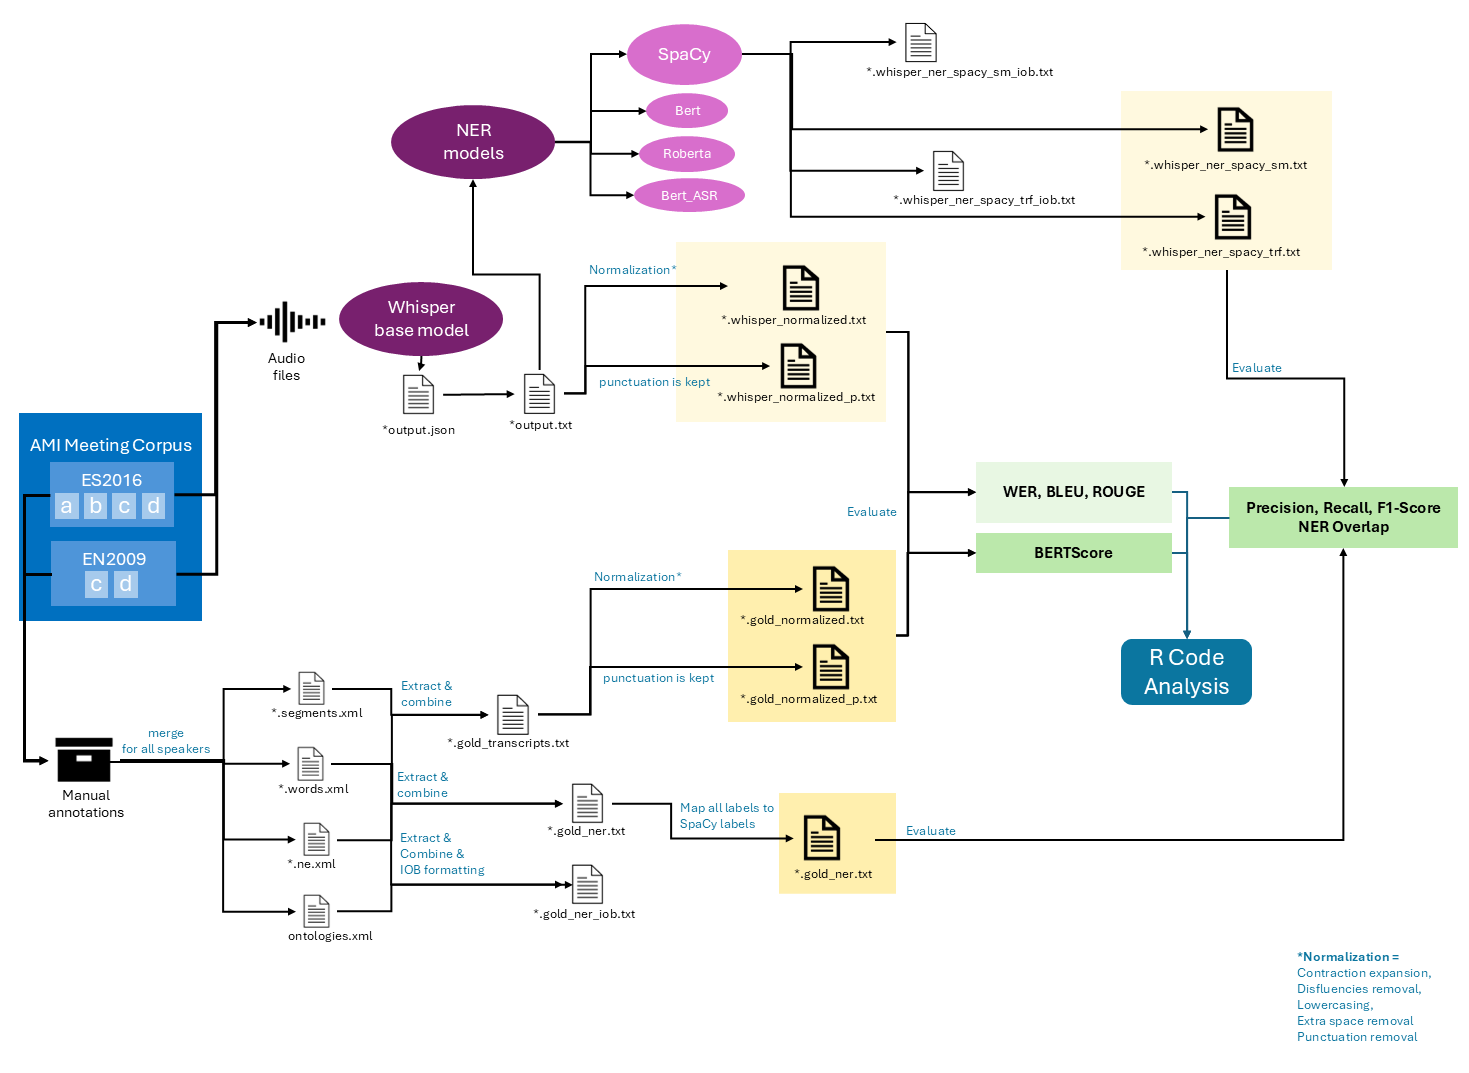 SpaCy
*.whisper_ner_spacy_sm_iob.txt
Bert
NER
models
Roberta
*.whisper_ner_spacy_sm.txt
Bert_ASR
*.whisper_ner_spacy_trf_iob.txt
*.whisper_ner_spacy_trf.txt
Normalization*
Whisper
base model
*.whisper_normalized.txt
Audio
files
punctuation is kept
*.whisper_normalized_p.txt
Evaluate
*output.json
*output.txt
AMI Meeting Corpus
ES2016
a b c d
EN2009
c d
WER, BLEU, ROUGE
Evaluate
BERTScore
Precision, Recall, F1-Score
NER Overlap
Normalization*
*.gold_normalized.txt
punctuation is kept
*.gold_normalized_p.txt
R Code
Analysis
Extract &
combine
*.segments.xml
*.gold_transcripts.txt
merge
for all speakers
Manual
annotations
*.words.xml
Extract &
combine
*.gold_ner.txt
Map all labels to
SpaCy labels
Evaluate
*.gold_ner.txt
*.ne.xml
Extract &
Combine &
IOB formatting
*.gold_ner_iob.txt
ontologies.xml
*Normalization =
Contraction expansion,
Disfluencies removal,
Lowercasing,
Extra space removal
Punctuation removal